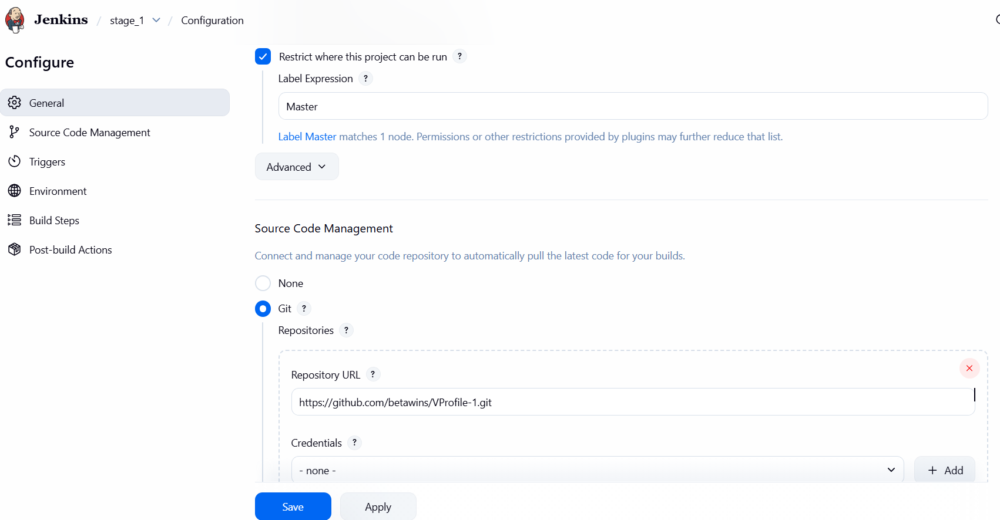 Jenkins / stage_1 / Configuration
Configure
General
Source Code Management
Triggers
Environment
Build Steps
Post-build Actions
Restrict where this project can be run ?
Label Expression ?
Master
Label Master matches 1 node. Permissions or other restrictions provided by plugins may further reduce that list.
Advanced
Source Code Management
Connect and manage your code repository to automatically pull the latest code for your builds.
None
Git ?
Repositories ?
Repository URL ?
https://github.com/betawins/VProfile-1.git
Credentials ?
- none -
+ Add
Save
Apply